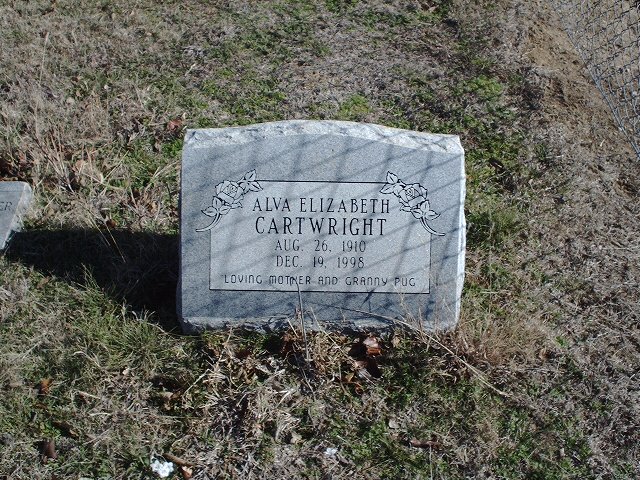 ALVA ELIZABETH
CARTWRIGHT
AUG. 26, 1910
DEC. 19, 1998
LOVING MOTHER AND GRANNY PUG